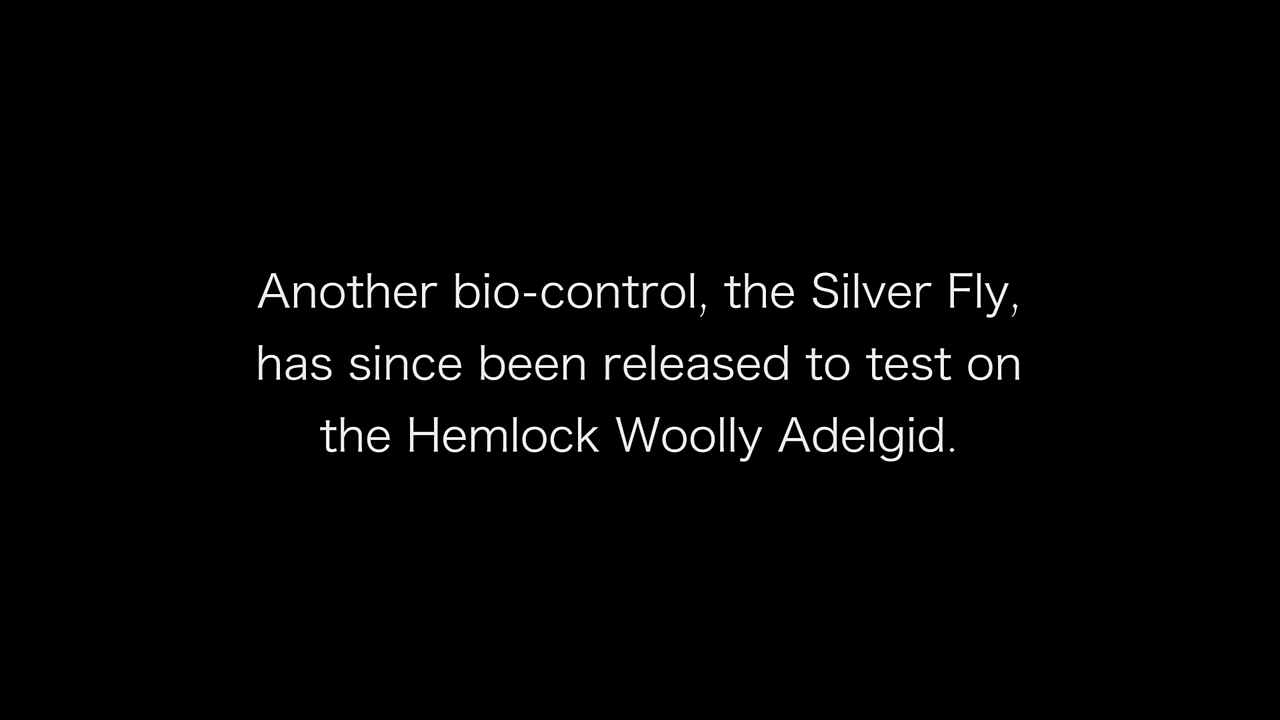 Another bio-control, the Silver Fly,
has since been released to test on
the Hemlock Woolly Adelgid.